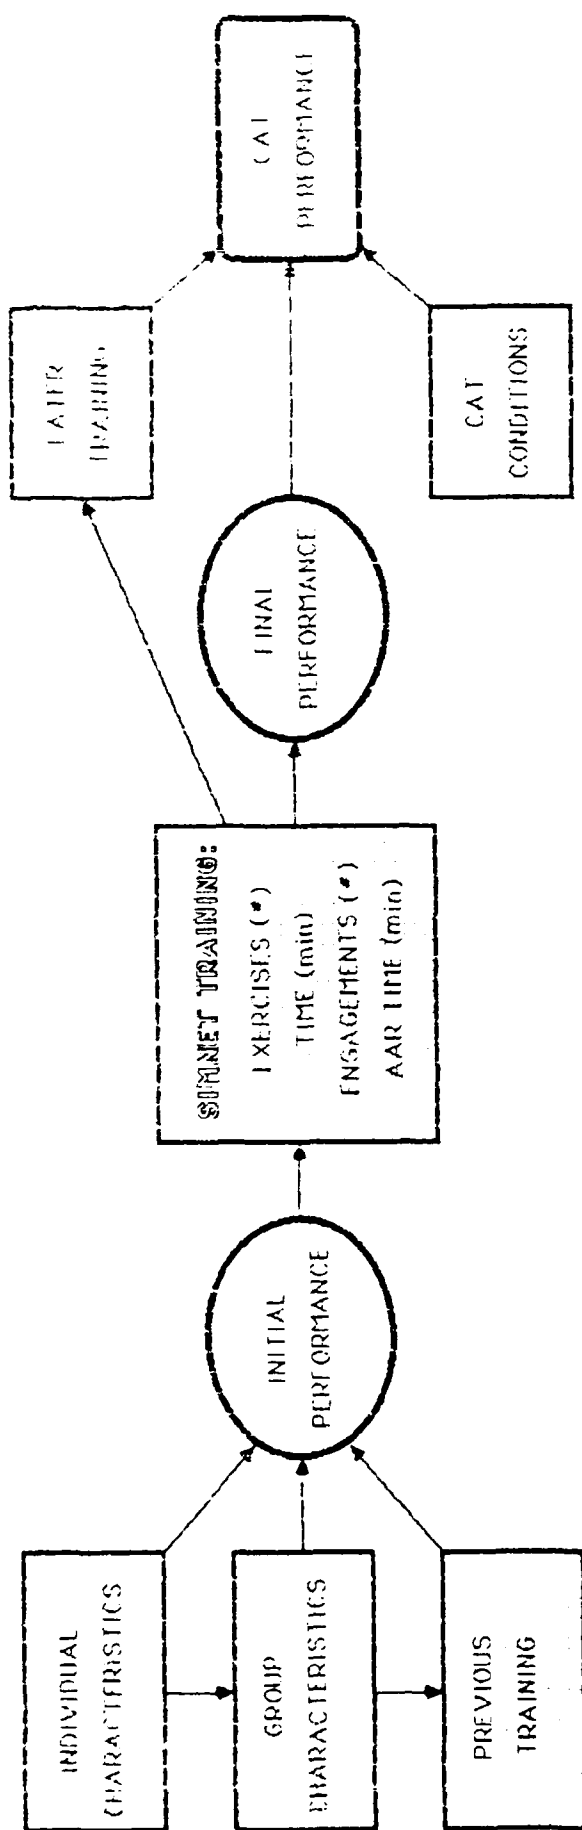 INDIVIDUAL
CHARACTERISTICS
GROUP
CHARACTERISTICS
PREVIOUS
TRAINING
INITIAL
PERFORMANCE
SIMNET TRAINING:
EXERCISES (#)
TIME (min)
ENGAGEMENTS (#)
AAR TIME (min)
FINAL
PERFORMANCE
LATER
TRAINING
CAT
PERFORMANCE
CAT
CONDITIONS